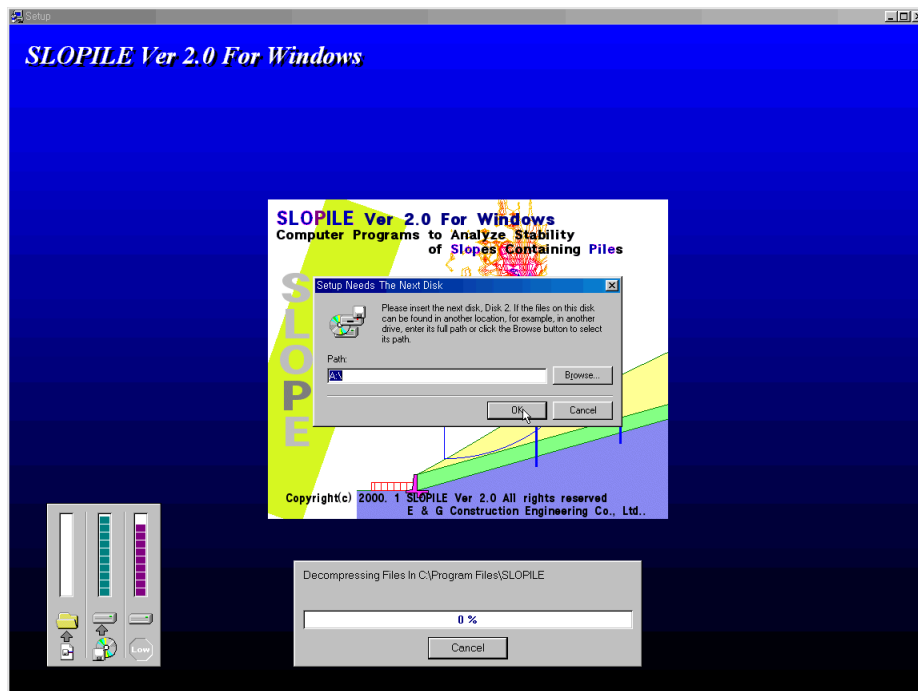 Setup
SLOPILE Ver 2.0 For Windows
SLOPILE Ver 2.0 For Windows
Computer Programs to Analyze Stability
of Slopes Containing Piles
SLOPE
Setup Needs The Next Disk
Please insert the next disk, Disk 2. If the files on this disk
can be found in another location, for example, in another
drive, enter its full path or click the Browse button to select
its path.
Path:
A:\
Browse...
OK
Cancel
Copyright(c) 2000. 1 SLOPILE Ver 2.0 All rights reserved
E & G Construction Engineering Co., Ltd..
Decompressing Files In C:\Program Files\SLOPILE
0 %
Cancel
Low